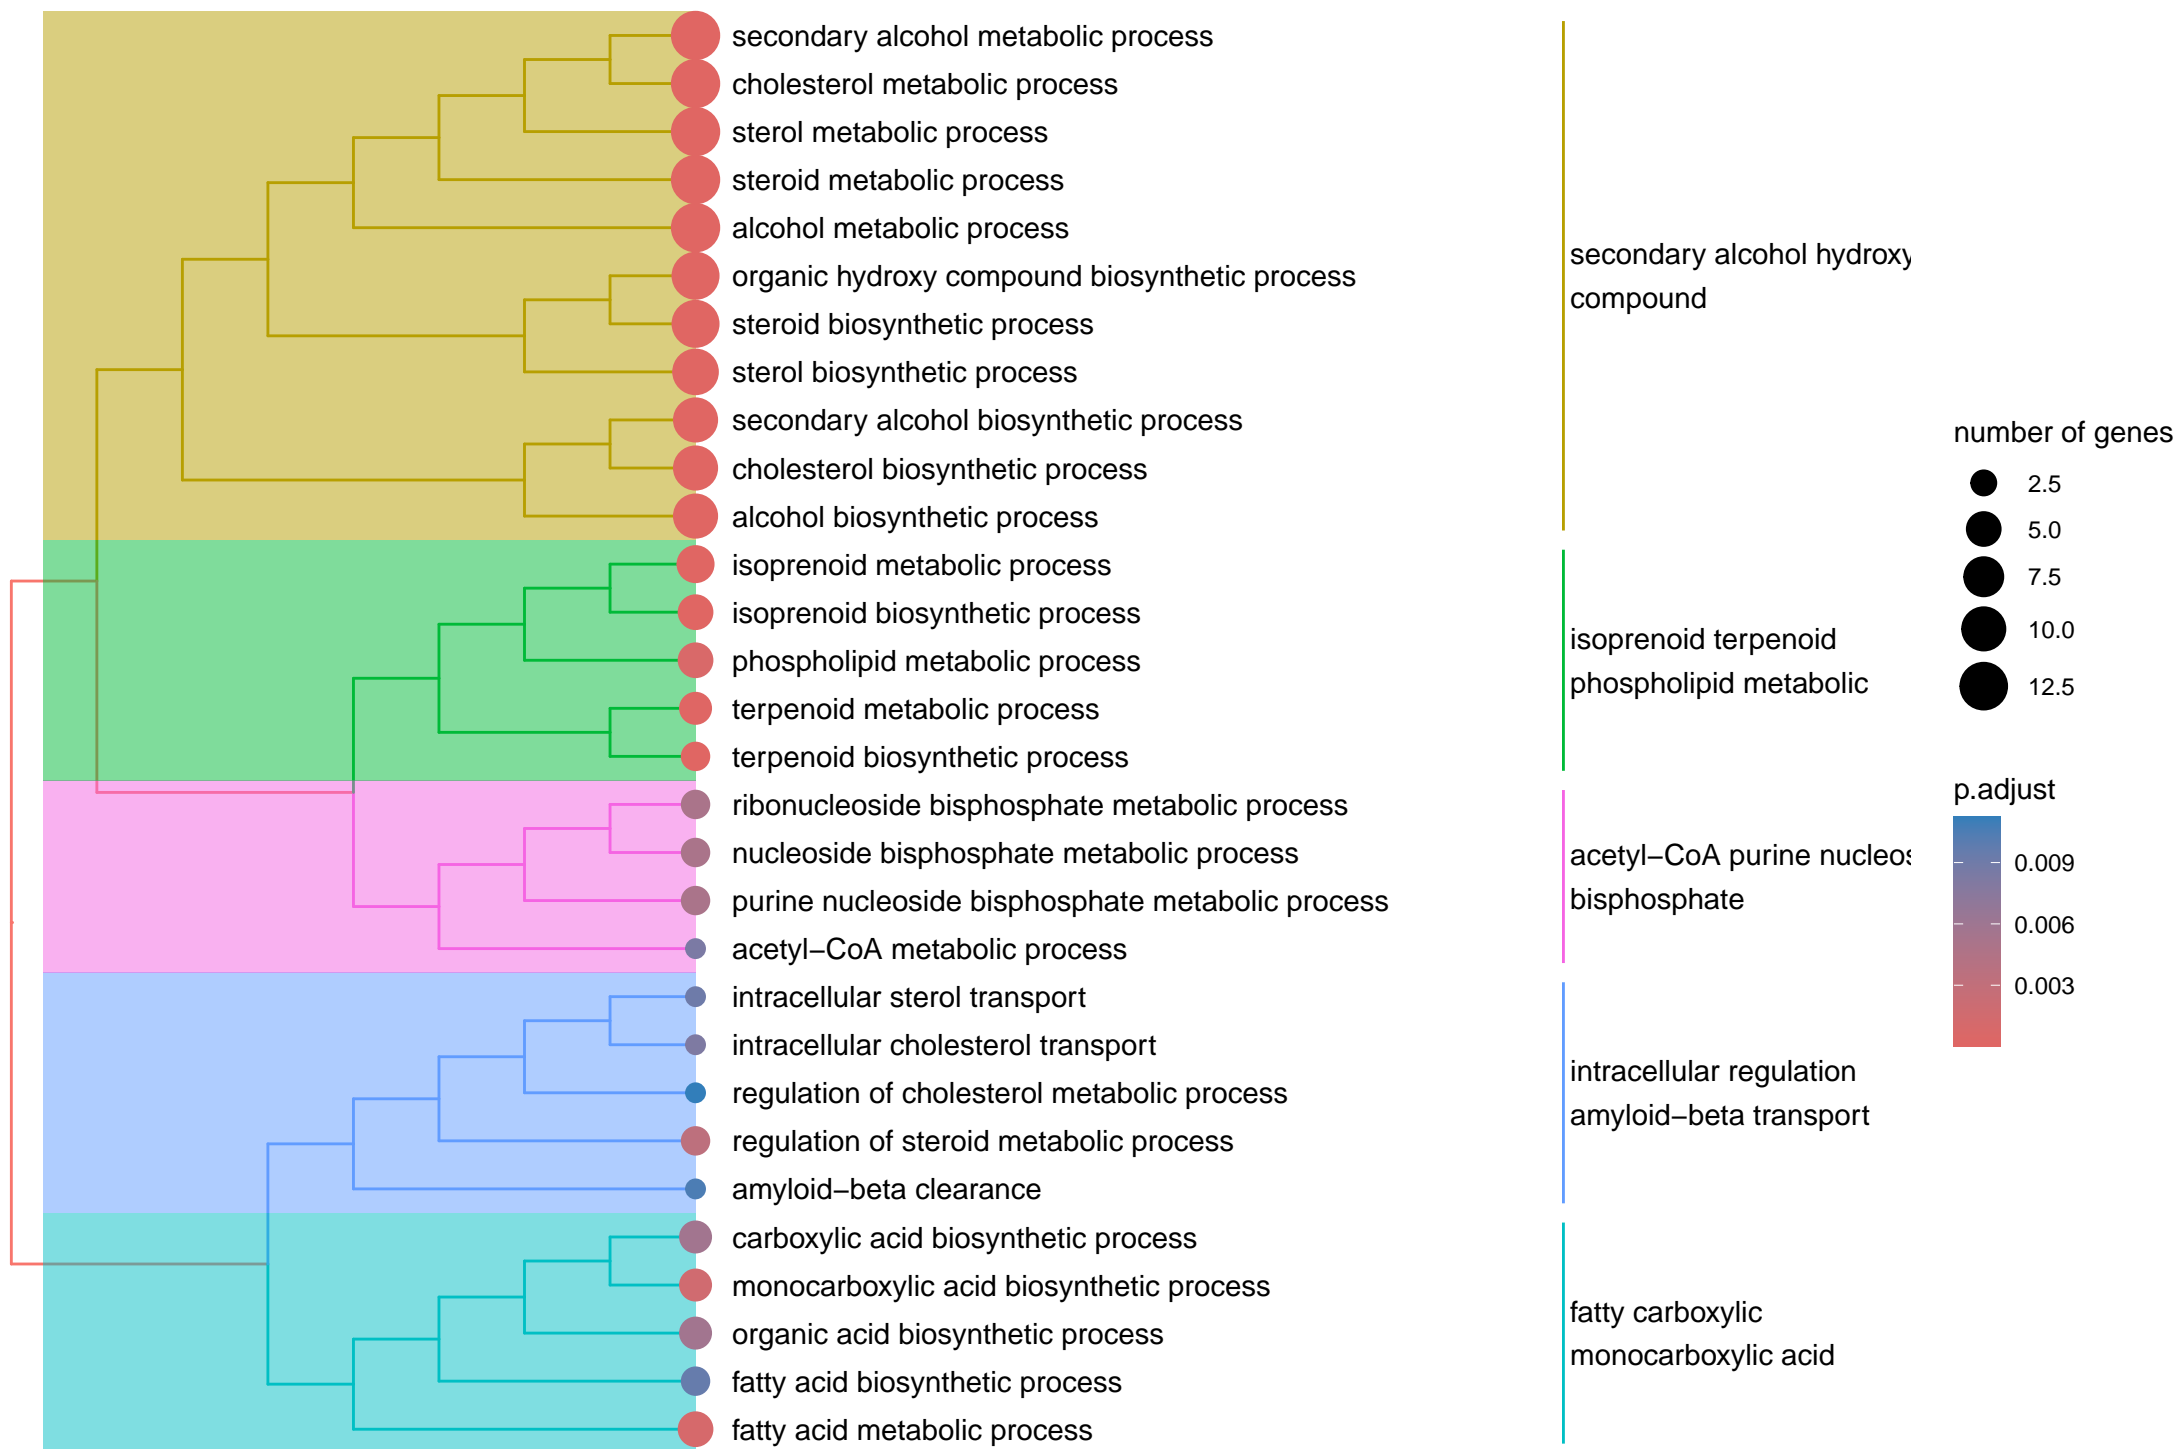 secondary alcohol metabolic process
cholesterol metabolic process
sterol metabolic process
steroid metabolic process
alcohol metabolic process
organic hydroxy compound biosynthetic process
steroid biosynthetic process
sterol biosynthetic process
secondary alcohol biosynthetic process
cholesterol biosynthetic process
alcohol biosynthetic process
isoprenoid metabolic process
isoprenoid biosynthetic process
phospholipid metabolic process
terpenoid metabolic process
terpenoid biosynthetic process
ribonucleoside bisphosphate metabolic process
nucleoside bisphosphate metabolic process
purine nucleoside bisphosphate metabolic process
acetyl−CoA metabolic process
intracellular sterol transport
intracellular cholesterol transport
regulation of cholesterol metabolic process
regulation of steroid metabolic process
amyloid−beta clearance
carboxylic acid biosynthetic process
monocarboxylic acid biosynthetic process
organic acid biosynthetic process
fatty acid biosynthetic process
fatty acid metabolic process
secondary alcohol hydroxy
compound
isoprenoid terpenoid
phospholipid metabolic
acetyl−CoA purine nucleos
bisphosphate
intracellular regulation
amyloid−beta transport
fatty carboxylic
monocarboxylic acid
number of genes
2.5
5.0
7.5
10.0
12.5
p.adjust
0.009
0.006
0.003